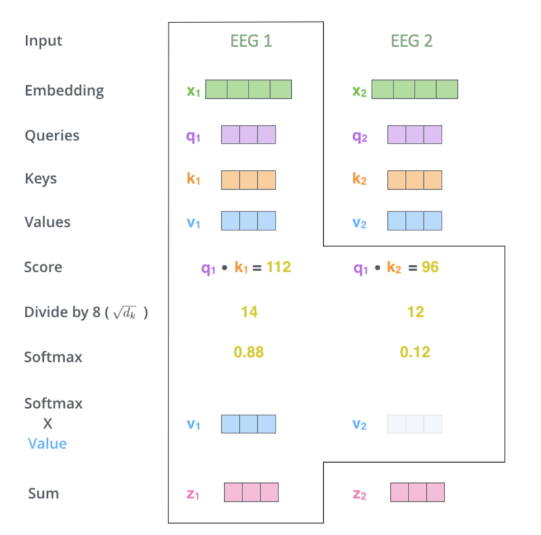 Input EEG 1 EEG 2
Embedding x₁ x₂
Queries q₁ q₂
Keys k₁ k₂
Values v₁ v₂
Score q₁ • k₁ = 112 q₁ • k₂ = 96
Divide by 8 ( √dₖ ) 14 12
Softmax 0.88 0.12
Softmax
X
Value
v₁ v₂
Sum z₁ z₂